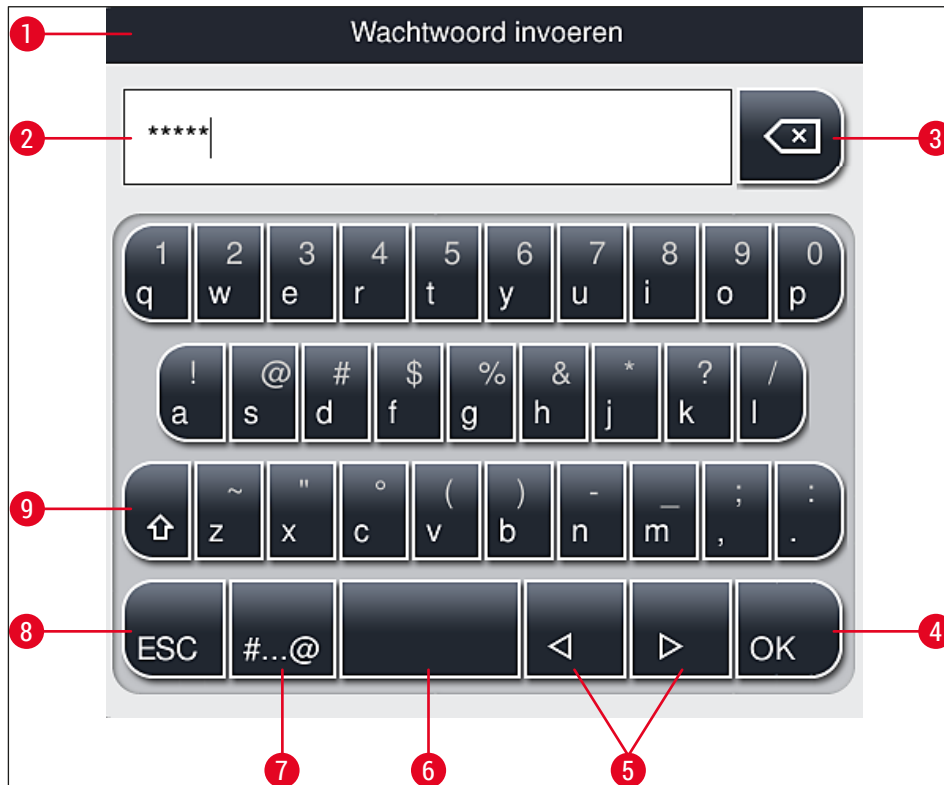 1 Wachtwoord invoeren
2 ***** 3
1 2 3 4 5 6 7 8 9 0
q w e r t y u i o p
! @ # $ % & * ? /
a s d f g h j k l
~ " ° ( ) - _ ; :
9 z x c v b n m , .
8 ESC #...@ OK 4
7 6 5